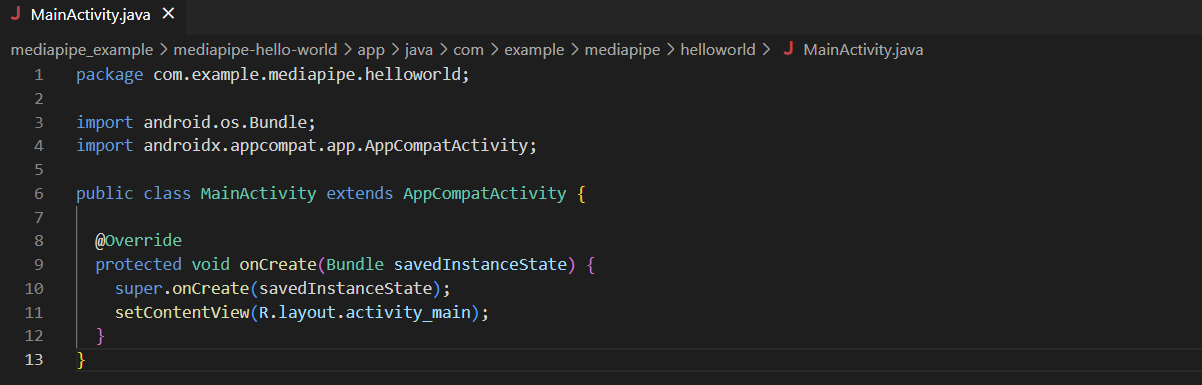 MainActivity.java
mediapipe_example > mediapipe-hello-world > app > java > com > example > mediapipe > helloworld > MainActivity.java
1 package com.example.mediapipe.helloworld;
2
3 import android.os.Bundle;
4 import androidx.appcompat.app.AppCompatActivity;
5
6 public class MainActivity extends AppCompatActivity {
7
8   @Override
9   protected void onCreate(Bundle savedInstanceState) {
10     super.onCreate(savedInstanceState);
11     setContentView(R.layout.activity_main);
12   }
13 }